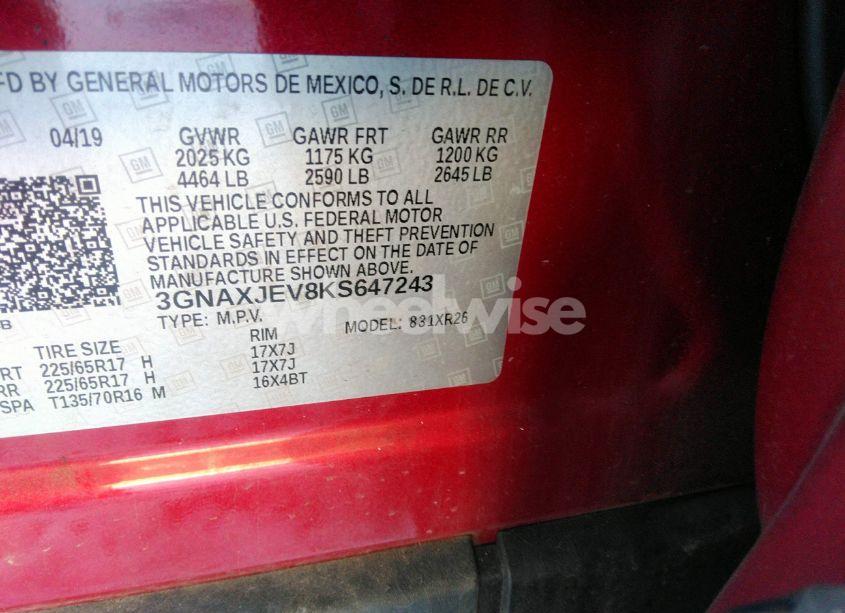 FD BY GENERAL MOTORS DE MEXICO, S. DE R.L. DE C.V.
04/19 GVWR GAWR FRT GAWR RR
2025 KG 1175 KG 1200 KG
4464 LB 2590 LB 2645 LB
THIS VEHICLE CONFORMS TO ALL
APPLICABLE U.S. FEDERAL MOTOR
VEHICLE SAFETY AND THEFT PREVENTION
STANDARDS IN EFFECT ON THE DATE OF
MANUFACTURE SHOWN ABOVE.
3GNAXJEV8KS647243
TYPE: M.P.V. MODEL: 831XR26
TIRE SIZE RIM
RT 225/65R17 H 17X7J
RR 225/65R17 H 17X7J
SPA T135/70R16 M 16X4BT
wheelwise